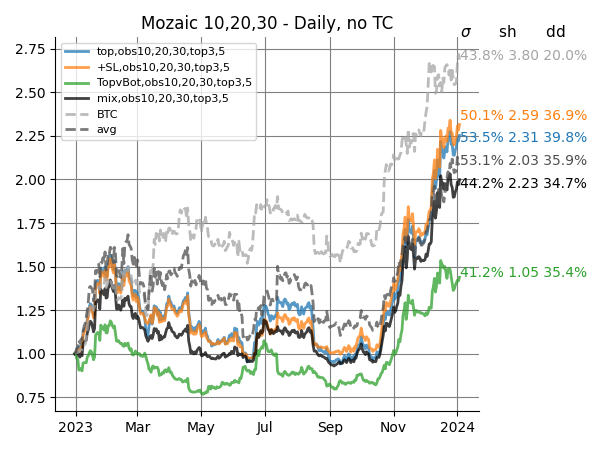 Mozaic 10,20,30 - Daily, no TC
σ sh dd
top,obs10,20,30,top3,5
+SL,obs10,20,30,top3,5
TopvBot,obs10,20,30,top3,5
mix,obs10,20,30,top3,5
BTC
avg
43.8% 3.80 20.0%
50.1% 2.59 36.9%
53.5% 2.31 39.8%
53.1% 2.03 35.9%
44.2% 2.23 34.7%
41.2% 1.05 35.4%
2.75
2.50
2.25
2.00
1.75
1.50
1.25
1.00
0.75
2023 Mar May Jul Sep Nov 2024